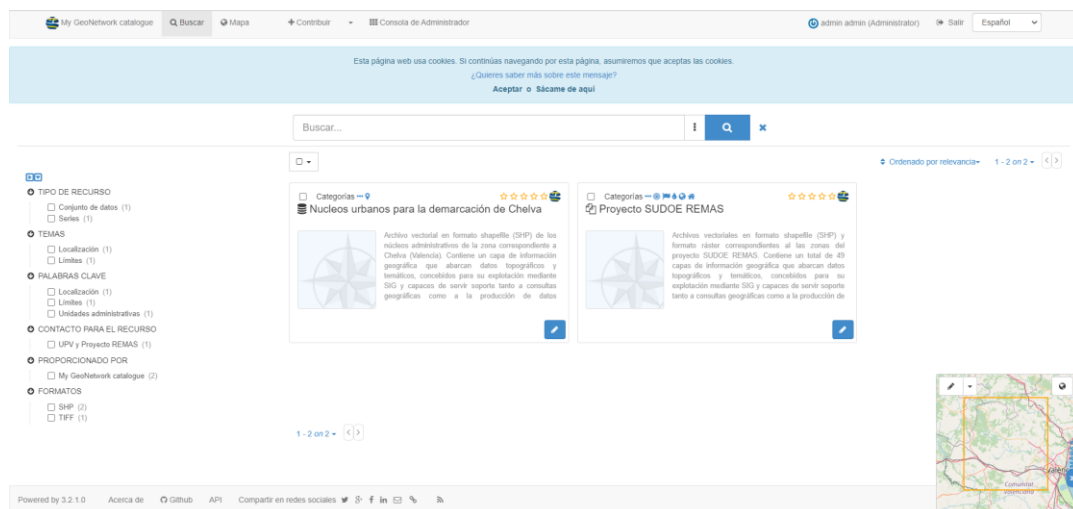 My GeoNetwork catalogue Buscar Mapa Contribuir Consola de Administrador admin admin (Administrator) Salir Español
Esta página web usa cookies. Si continúas navegando por esta página, asumiremos que aceptas las cookies.
¿Quieres saber más sobre este mensaje?
Aceptar o Sácame de aquí
Buscar...
Ordenado por relevancia 1 - 2 on 2
TIPO DE RECURSO
Conjunto de datos (1)
Series (1)
TEMAS
Localización (1)
Límites (1)
PALABRAS CLAVE
Localización (1)
Límites (1)
Unidades administrativas (1)
CONTACTO PARA EL RECURSO
UPV y Proyecto REMAS (1)
PROPORCIONADO POR
My GeoNetwork catalogue (2)
FORMATOS
SHP (2)
TIFF (1)
Categorías
Nucleos urbanos para la demarcación de Chelva
Archivo vectorial en formato shapefile (SHP) de los
núcleos administrativos de la zona correspondiente a
Chelva (Valencia). Contiene un capa de información
geográfica que abarcan datos topográficos y
temáticos, concebidos para su explotación mediante
SIG y capaces de servir soporte tanto a consultas
geográficas como a la producción de datos
Categorías
Proyecto SUDOE REMAS
Archivos vectoriales en formato shapefile (SHP) y
formato ráster correspondientes al las zonas del
proyecto SUDOE REMAS. Contiene un total de 49
capas de información geográfica que abarcan datos
topográficos y temáticos, concebidos para su
explotación mediante SIG y capaces de servir soporte
tanto a consultas geográficas como a la producción de
1 - 2 on 2
Comunitat
Valenciana
Powered by 3.2.1.0 Acerca de Github API Compartir en redes sociales